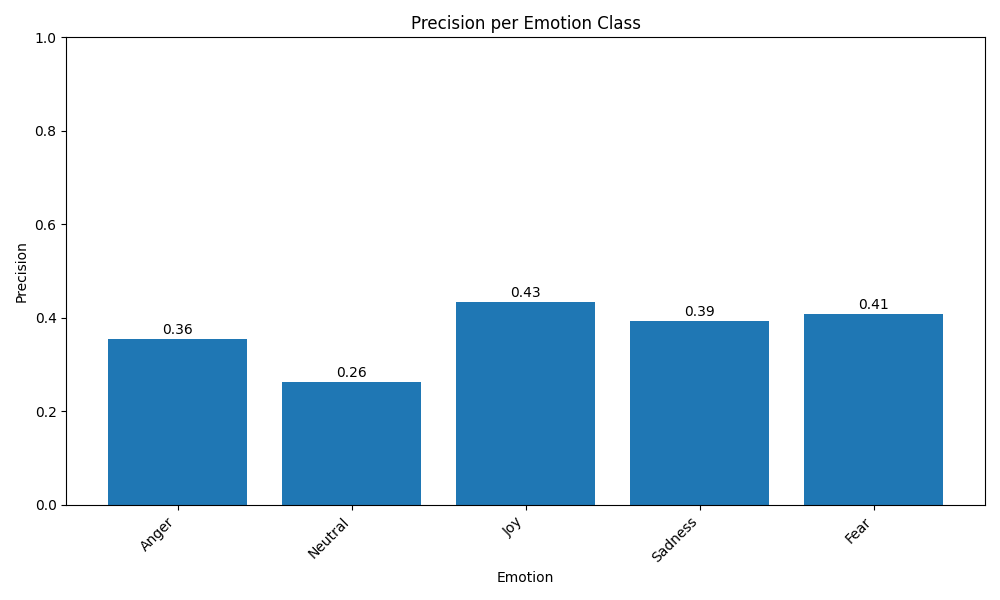 Precision per Emotion Class
1.0
0.8
0.6
0.4
0.2
0.0
Precision
0.36
0.26
0.43
0.39
0.41
Anger
Neutral
Joy
Sadness
Fear
Emotion